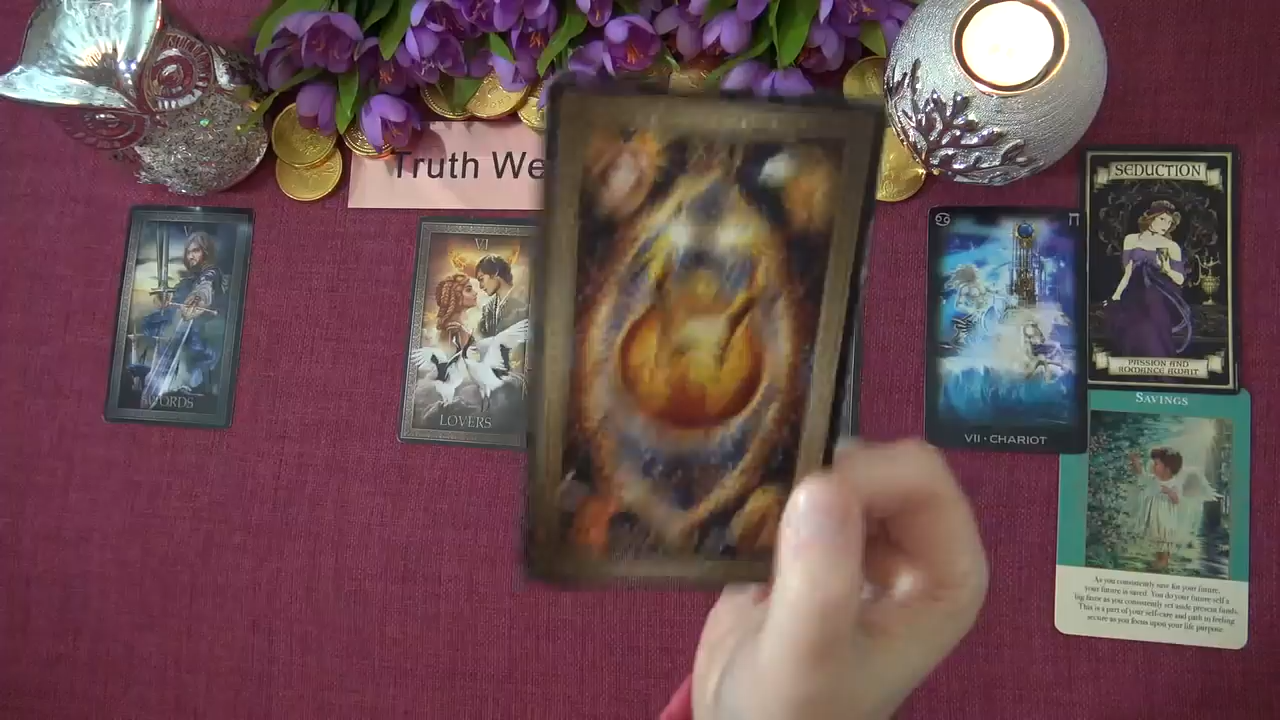 Truth We
SEDUCTION
PASSION AND
ROMANCE AWAIT
VI
LOVERS
SWORDS
VII · CHARIOT
SAVINGS
As you consistently save for your future,
your future is saved. You do your future self a
big favor as you consistently set aside present funds.
This is a part of your self-care and path to feeling
secure as you focus upon your life purpose.